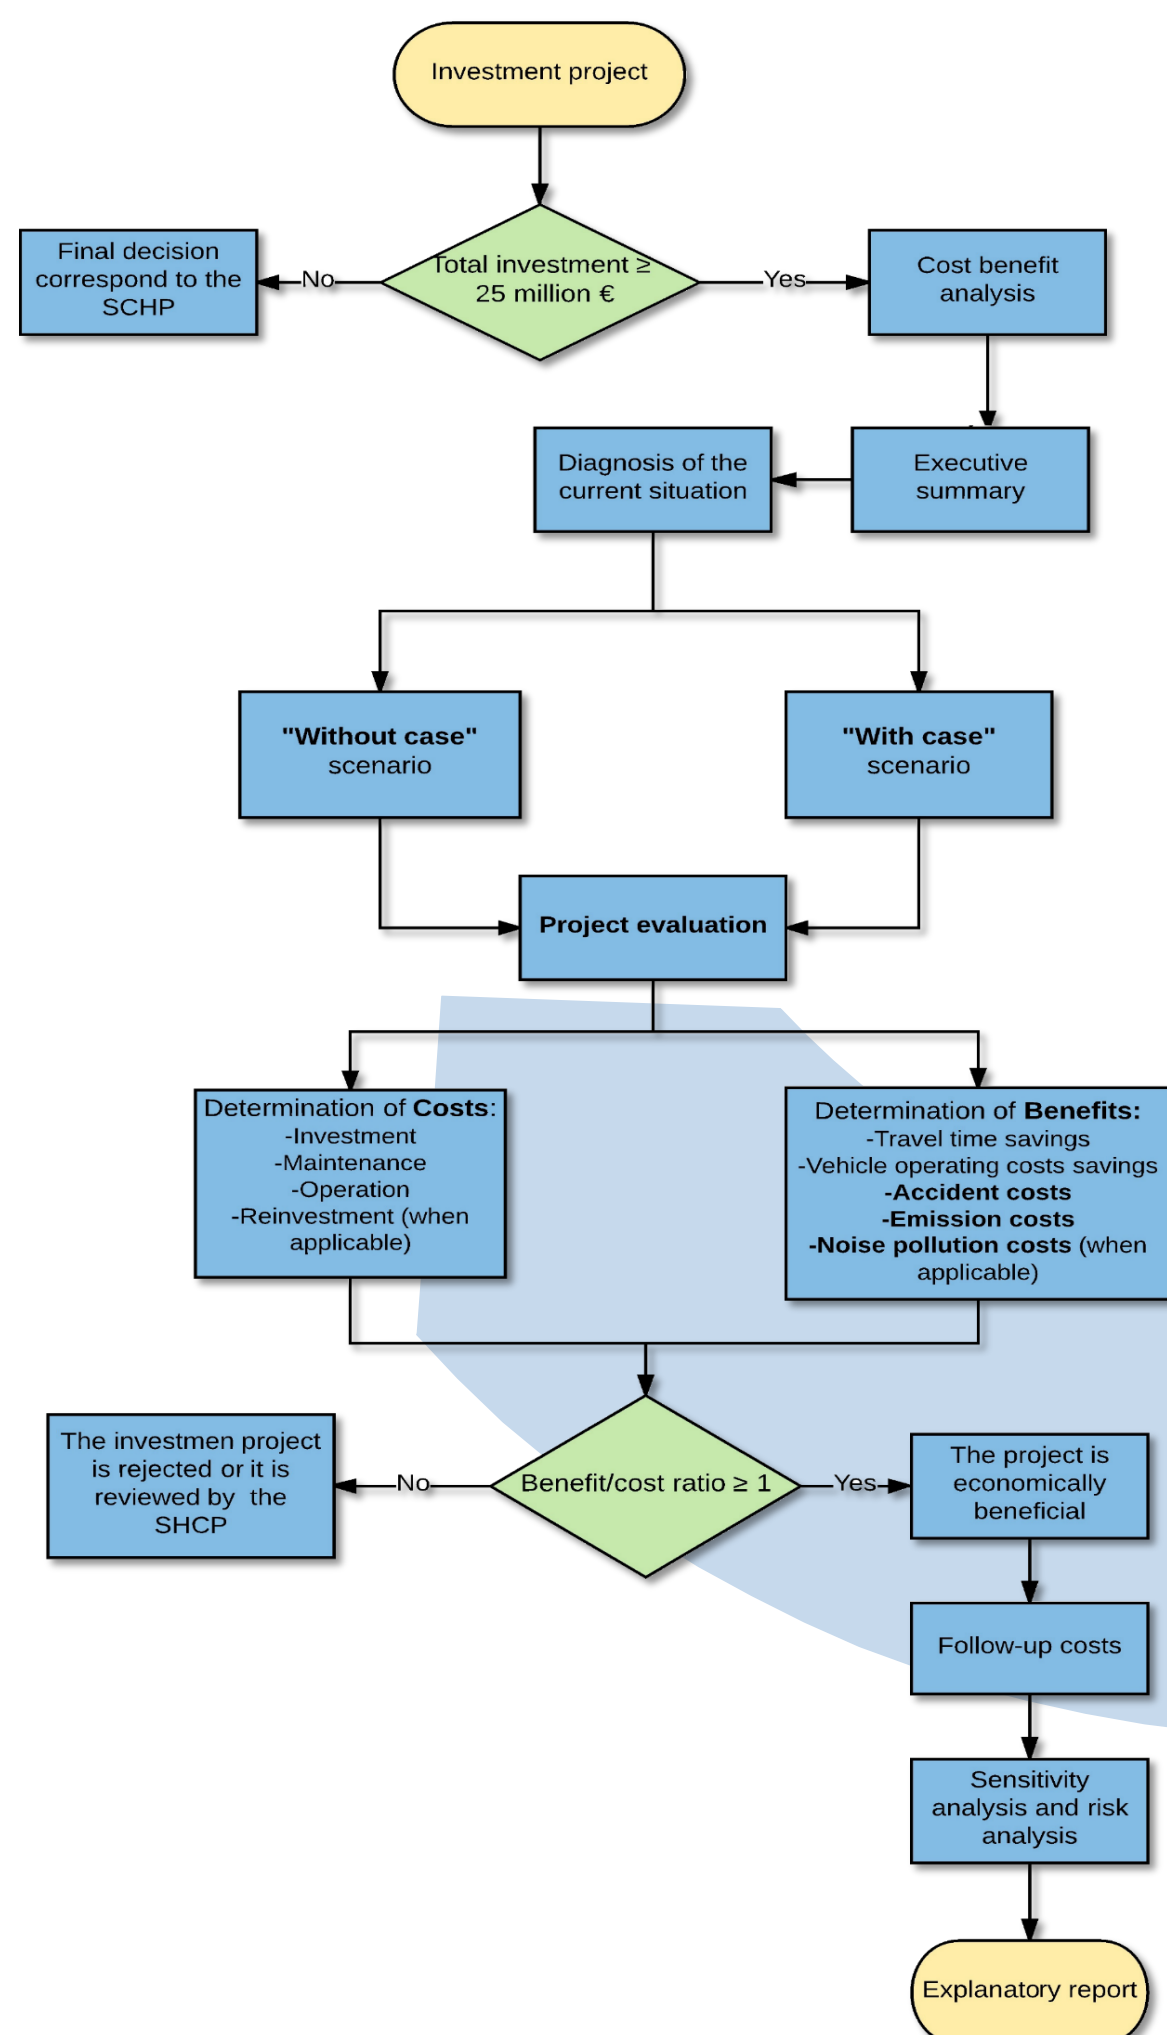 Investment project
Total investment ≥
25 million €
No
Yes
Final decision
correspond to the
SCHP
Cost benefit
analysis
Executive
summary
Diagnosis of the
current situation
"Without case"
scenario
"With case"
scenario
Project evaluation
Determination of Costs:
-Investment
-Maintenance
-Operation
-Reinvestment (when
applicable)
Determination of Benefits:
-Travel time savings
-Vehicle operating costs savings
-Accident costs
-Emission costs
-Noise pollution costs (when
applicable)
Benefit/cost ratio ≥ 1
No
Yes
The investmen project
is rejected or it is
reviewed by the
SHCP
The project is
economically
beneficial
Follow-up costs
Sensitivity
analysis and risk
analysis
Explanatory report